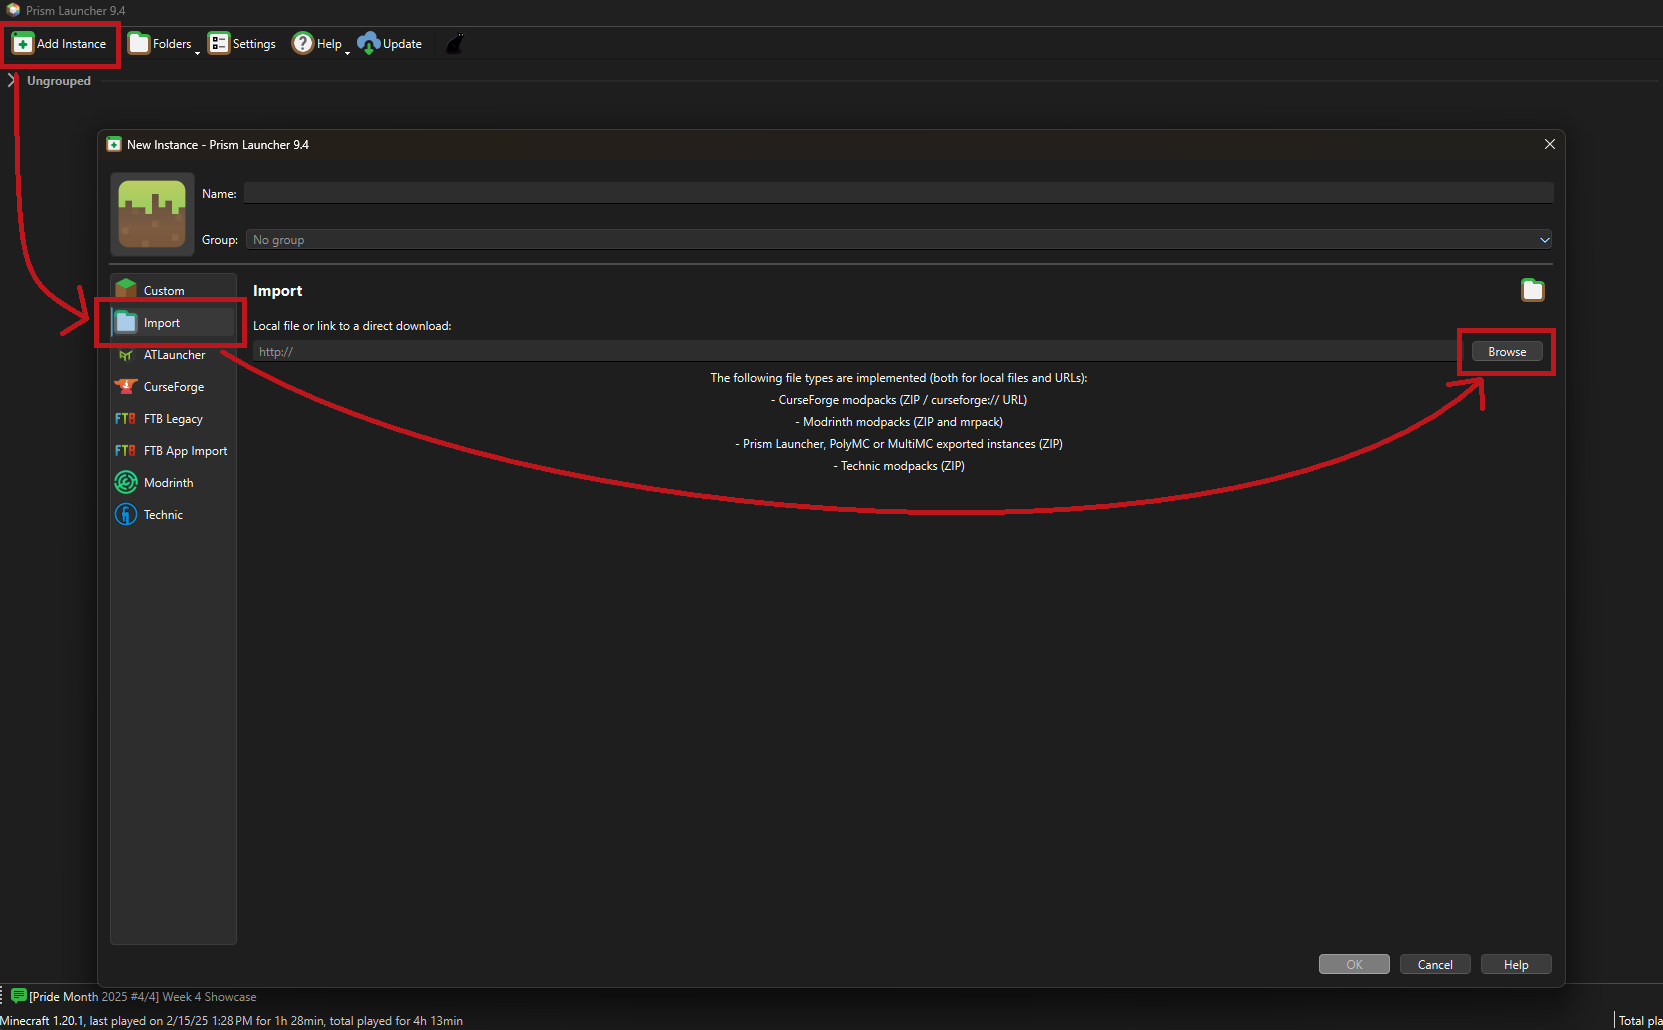 Prism Launcher 9.4
Add Instance Folders Settings Help Update
Ungrouped
New Instance - Prism Launcher 9.4
Name:
Group: No group
Custom
Import
ATLauncher
CurseForge
FTB FTB Legacy
FTB FTB App Import
Modrinth
Technic
Import
Local file or link to a direct download:
http:// Browse
The following file types are implemented (both for local files and URLs):
- CurseForge modpacks (ZIP / curseforge:// URL)
- Modrinth modpacks (ZIP and mrpack)
- Prism Launcher, PolyMC or MultiMC exported instances (ZIP)
- Technic modpacks (ZIP)
OK Cancel Help
[Pride Month 2025 #4/4] Week 4 Showcase
Minecraft 1.20.1, last played on 2/15/25 1:28 PM for 1h 28min, total played for 4h 13min Total pla